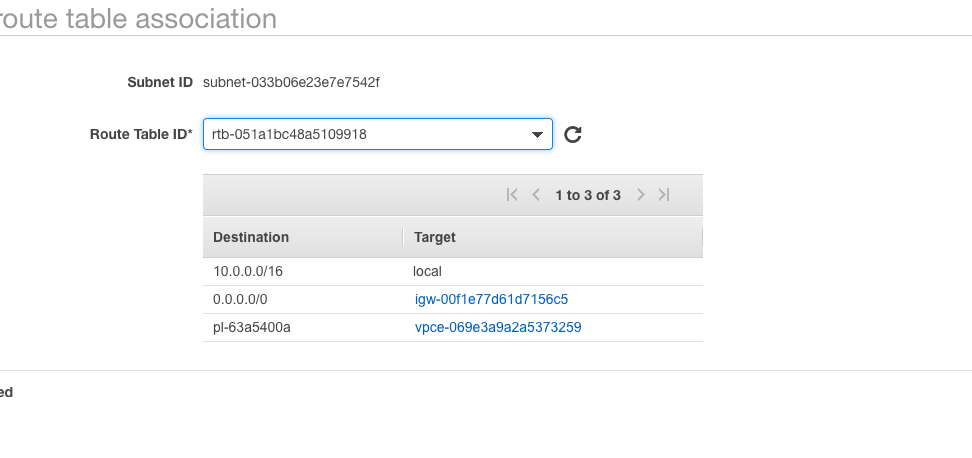 route table association
Subnet ID subnet-033b06e23e7e7542f
Route Table ID* rtb-051a1bc48a5109918
1 to 3 of 3
Destination Target
10.0.0.0/16 local
0.0.0.0/0 igw-00f1e77d61d7156c5
pl-63a5400a vpce-069e3a9a2a5373259
ed